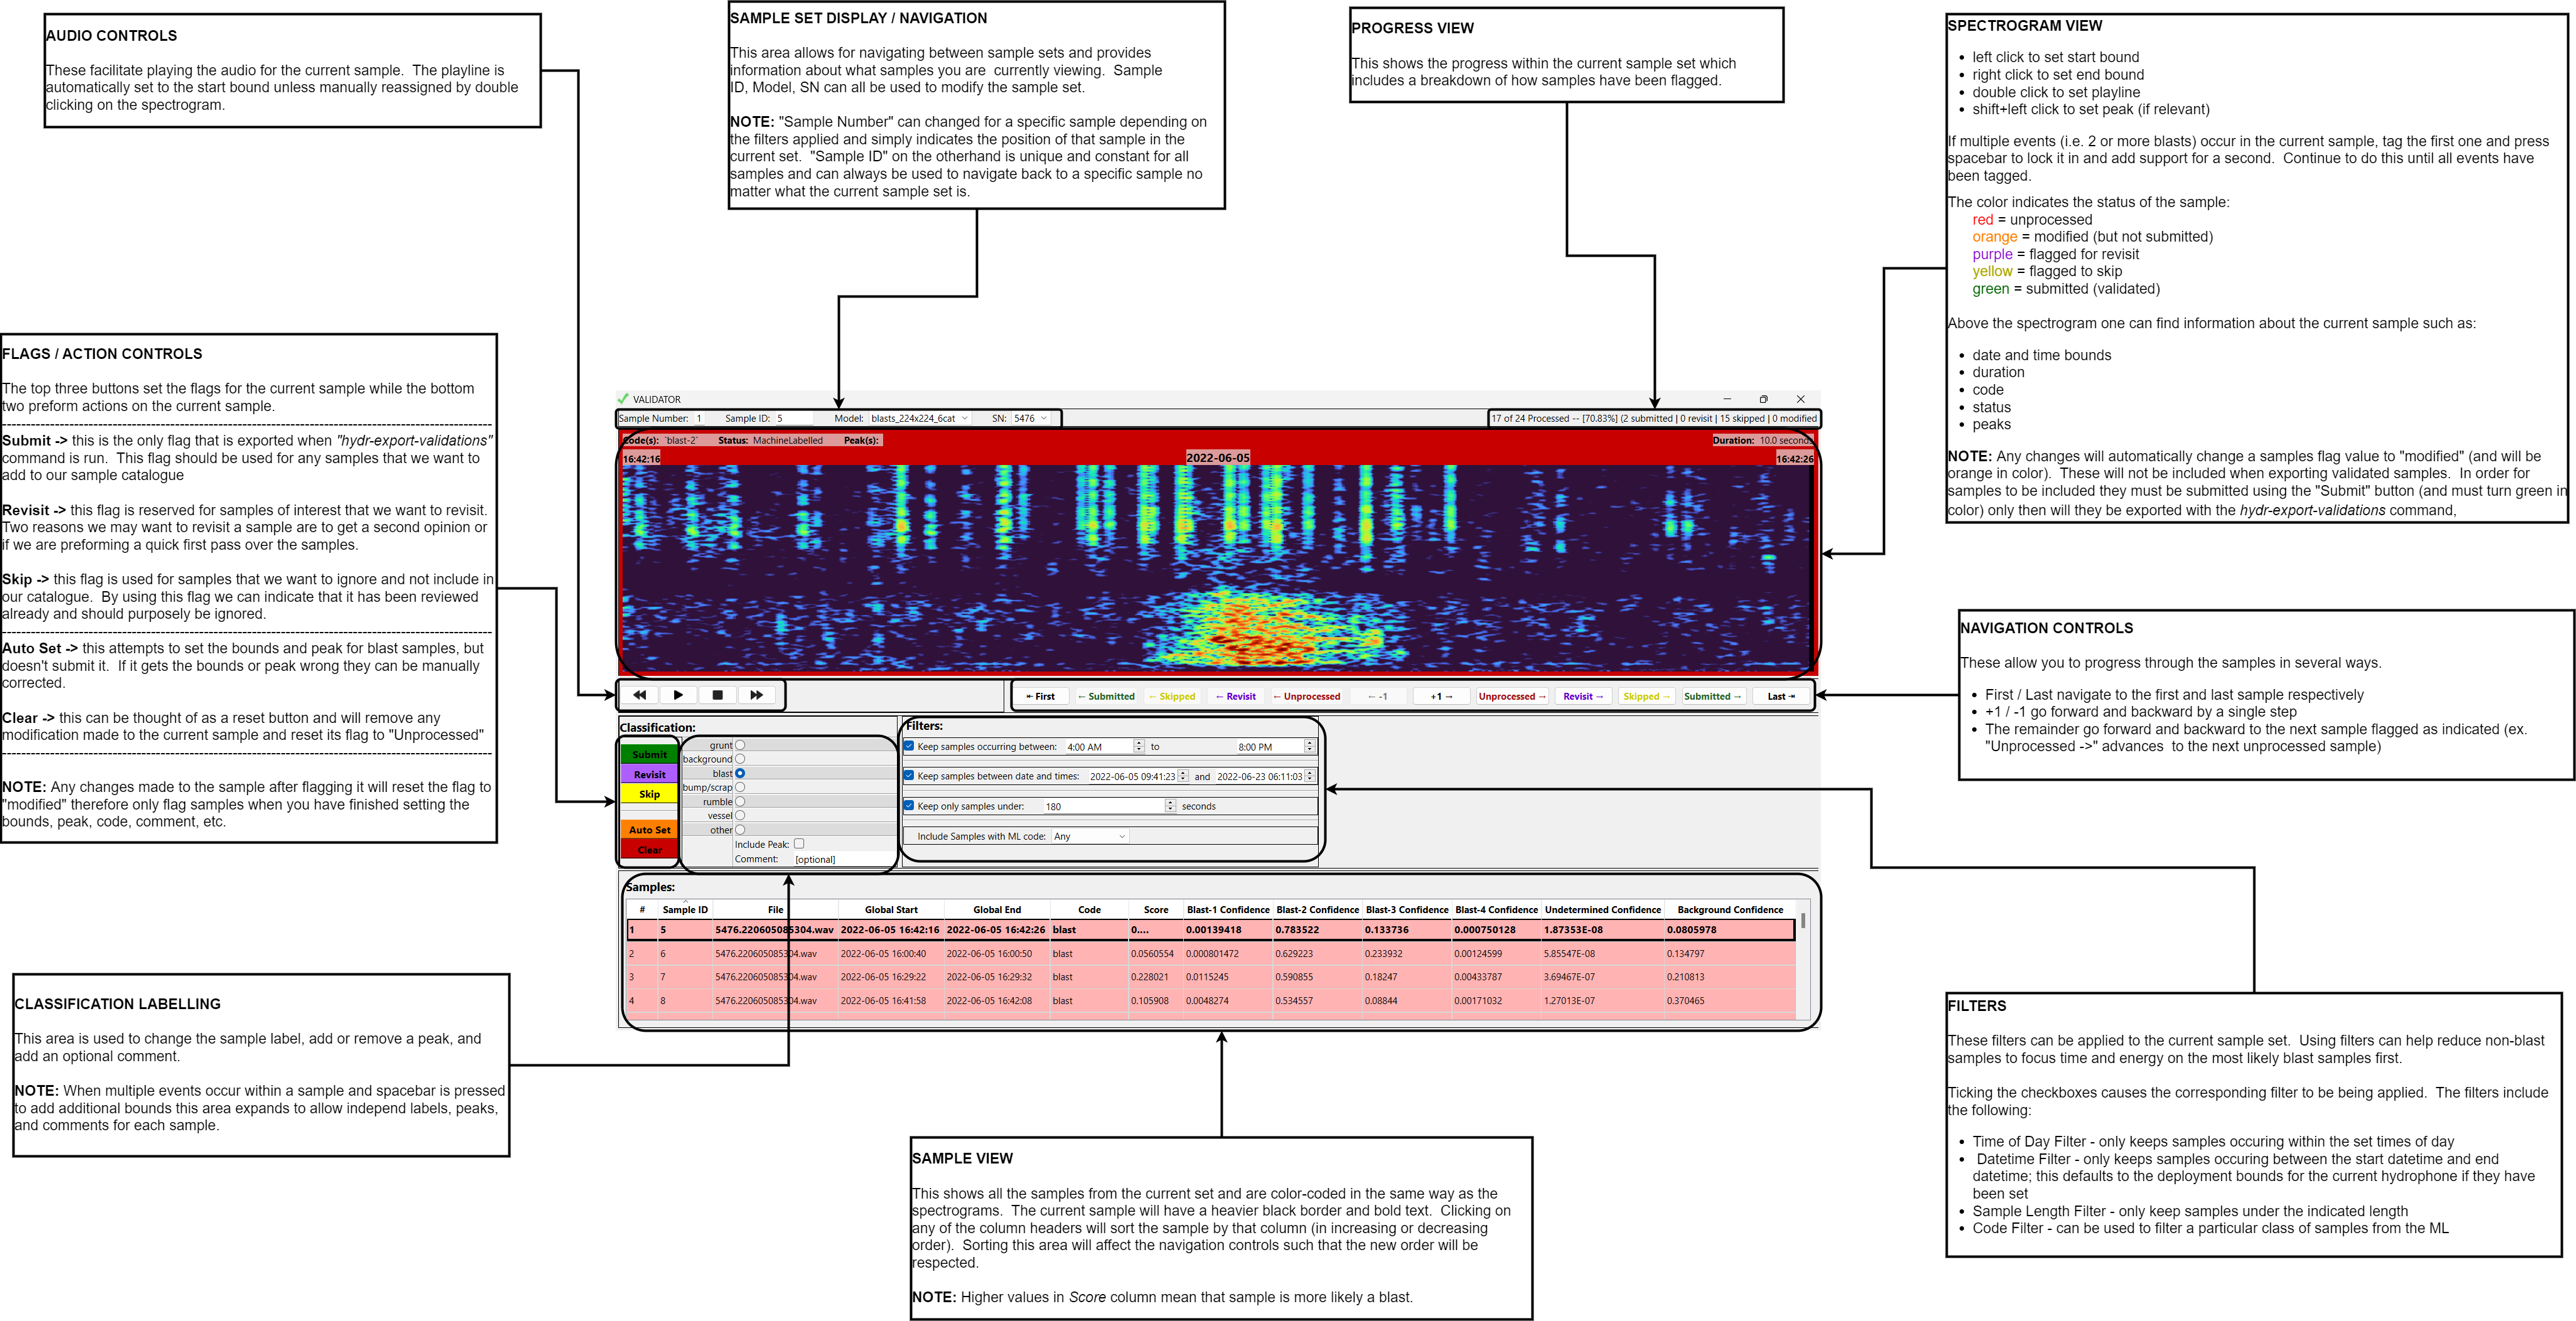 AUDIO CONTROLS
These facilitate playing the audio for the current sample.  The playline is
automatically set to the start bound unless manually reassigned by double
clicking on the spectrogram.
SAMPLE SET DISPLAY / NAVIGATION
This area allows for navigating between sample sets and provides
information about what samples you are  currently viewing.  Sample
ID, Model, SN can all be used to modify the sample set.
NOTE: "Sample Number" can changed for a specific sample depending on
the filters applied and simply indicates the position of that sample in the
current set.  "Sample ID" on the otherhand is unique and constant for all
samples and can always be used to navigate back to a specific sample no
matter what the current sample set is.
PROGRESS VIEW
This shows the progress within the current sample set which
includes a breakdown of how samples have been flagged.
SPECTROGRAM VIEW
• left click to set start bound
• right click to set end bound
• double click to set playline
• shift+left click to set peak (if relevant)
If multiple events (i.e. 2 or more blasts) occur in the current sample, tag the first one and press
spacebar to lock it in and add support for a second.  Continue to do this until all events have
been tagged.
The color indicates the status of the sample:
red = unprocessed
orange = modified (but not submitted)
purple = flagged for revisit
yellow = flagged to skip
green = submitted (validated)
Above the spectrogram one can find information about the current sample such as:
• date and time bounds
• duration
• code
• status
• peaks
NOTE: Any changes will automatically change a samples flag value to "modified" (and will be
orange in color).  These will not be included when exporting validated samples.  In order for
samples to be included they must be submitted using the "Submit" button (and must turn green in
color) only then will they be exported with the hydr-export-validations command,
FLAGS / ACTION CONTROLS
The top three buttons set the flags for the current sample while the bottom
two preform actions on the current sample.
Submit -> this is the only flag that is exported when "hydr-export-validations"
command is run.  This flag should be used for any samples that we want to
add to our sample catalogue
Revisit -> this flag is reserved for samples of interest that we want to revisit.
Two reasons we may want to revisit a sample are to get a second opinion or
if we are preforming a quick first pass over the samples.
Skip -> this flag is used for samples that we want to ignore and not include in
our catalogue.  By using this flag we can indicate that it has been reviewed
already and should purposely be ignored.
Auto Set -> this attempts to set the bounds and peak for blast samples, but
doesn't submit it.  If it gets the bounds or peak wrong they can be manually
corrected.
Clear -> this can be thought of as a reset button and will remove any
modification made to the current sample and reset its flag to "Unprocessed"
NOTE: Any changes made to the sample after flagging it will reset the flag to
"modified" therefore only flag samples when you have finished setting the
bounds, peak, code, comment, etc.
VALIDATOR
Sample Number: 1 Sample ID: 5 Model: blasts_224x224_6cat SN: 5476 17 of 24 Processed -- [70.83%] (2 submitted | 0 revisit | 15 skipped | 0 modified
Code(s): 'blast-2' Status: MachineLabelled Peak(s): Duration: 10.0 seconds
16:42:16 2022-06-05 16:42:26
⇤ First ← Submitted ← Skipped ← Revisit ← Unprocessed ← -1 +1 → Unprocessed → Revisit → Skipped → Submitted → Last ⇥
Classification:
Submit
Revisit
Skip
Auto Set
Clear
grunt
background
blast
bump/scrap
rumble
vessel
other
Include Peak:
Comment: [optional]
Filters:
Keep samples occurring between: 4:00 AM to 8:00 PM
Keep samples between date and times: 2022-06-05 09:41:23 and 2022-06-23 06:11:03
Keep only samples under: 180 seconds
Include Samples with ML code: Any
Samples:
# Sample ID File Global Start Global End Code Score Blast-1 Confidence Blast-2 Confidence Blast-3 Confidence Blast-4 Confidence Undetermined Confidence Background Confidence
1 5 5476.220605085304.wav 2022-06-05 16:42:16 2022-06-05 16:42:26 blast 0.... 0.00139418 0.783522 0.133736 0.000750128 1.87353E-08 0.0805978
2 6 5476.220605085304.wav 2022-06-05 16:00:40 2022-06-05 16:00:50 blast 0.0560554 0.000801472 0.629223 0.233932 0.00124599 5.85547E-08 0.134797
3 7 5476.220605085304.wav 2022-06-05 16:29:22 2022-06-05 16:29:32 blast 0.228021 0.0115245 0.590855 0.18247 0.00433787 3.69467E-07 0.210813
4 8 5476.220605085304.wav 2022-06-05 16:41:58 2022-06-05 16:42:08 blast 0.105908 0.0048274 0.534557 0.08844 0.00171032 1.27013E-07 0.370465
NAVIGATION CONTROLS
These allow you to progress through the samples in several ways.
• First / Last navigate to the first and last sample respectively
• +1 / -1 go forward and backward by a single step
• The remainder go forward and backward to the next sample flagged as indicated (ex.
"Unprocessed ->" advances  to the next unprocessed sample)
CLASSIFICATION LABELLING
This area is used to change the sample label, add or remove a peak, and
add an optional comment.
NOTE: When multiple events occur within a sample and spacebar is pressed
to add additional bounds this area expands to allow independ labels, peaks,
and comments for each sample.
SAMPLE VIEW
This shows all the samples from the current set and are color-coded in the same way as the
spectrograms.  The current sample will have a heavier black border and bold text.  Clicking on
any of the column headers will sort the sample by that column (in increasing or decreasing
order).  Sorting this area will affect the navigation controls such that the new order will be
respected.
NOTE: Higher values in Score column mean that sample is more likely a blast.
FILTERS
These filters can be applied to the current sample set.  Using filters can help reduce non-blast
samples to focus time and energy on the most likely blast samples first.
Ticking the checkboxes causes the corresponding filter to be being applied.  The filters include
the following:
• Time of Day Filter - only keeps samples occuring within the set times of day
• Datetime Filter - only keeps samples occuring between the start datetime and end
datetime; this defaults to the deployment bounds for the current hydrophone if they have
been set
• Sample Length Filter - only keep samples under the indicated length
• Code Filter - can be used to filter a particular class of samples from the ML